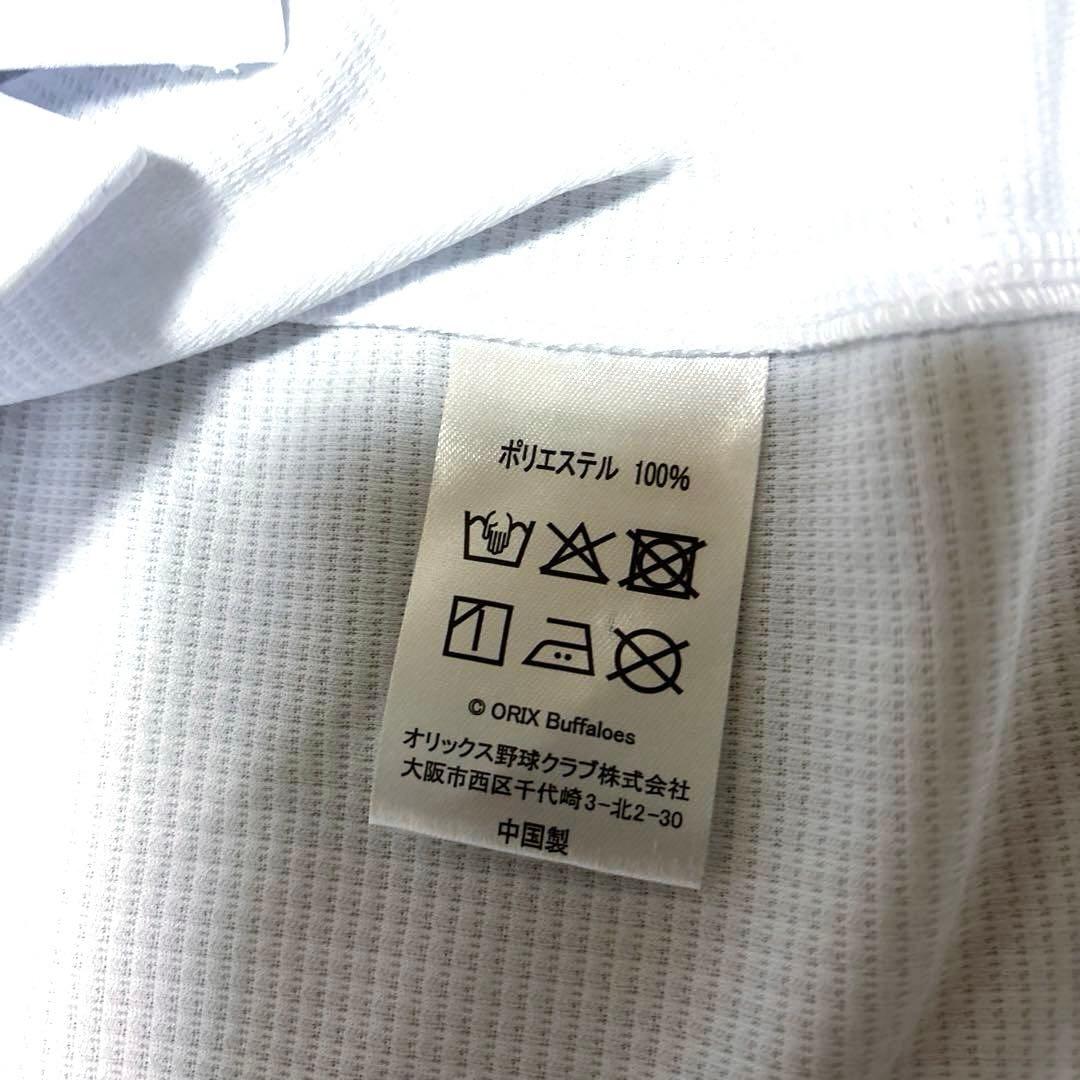 ポリエステル 100%
© ORIX Buffaloes
オリックス野球クラブ株式会社
大阪市西区千代崎3-北2-30
中国製